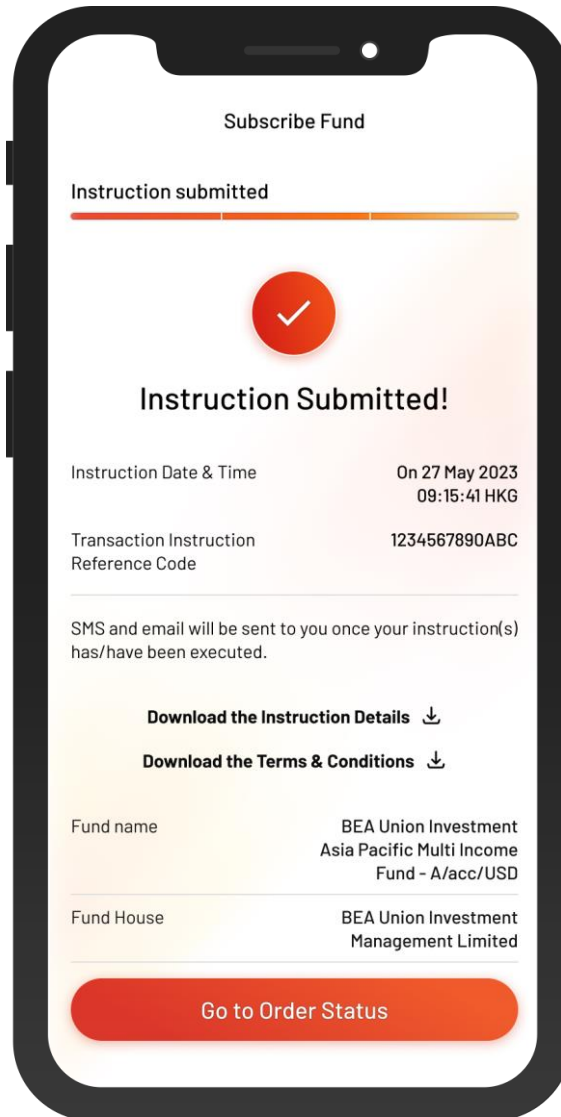 Subscribe Fund
Instruction submitted
Instruction Submitted!
Instruction Date & Time
On 27 May 2023
09:15:41 HKG
Transaction Instruction
Reference Code
1234567890ABC
SMS and email will be sent to you once your instruction(s)
has/have been executed.
Download the Instruction Details
Download the Terms & Conditions
Fund name
BEA Union Investment
Asia Pacific Multi Income
Fund - A/acc/USD
Fund House
BEA Union Investment
Management Limited
Go to Order Status